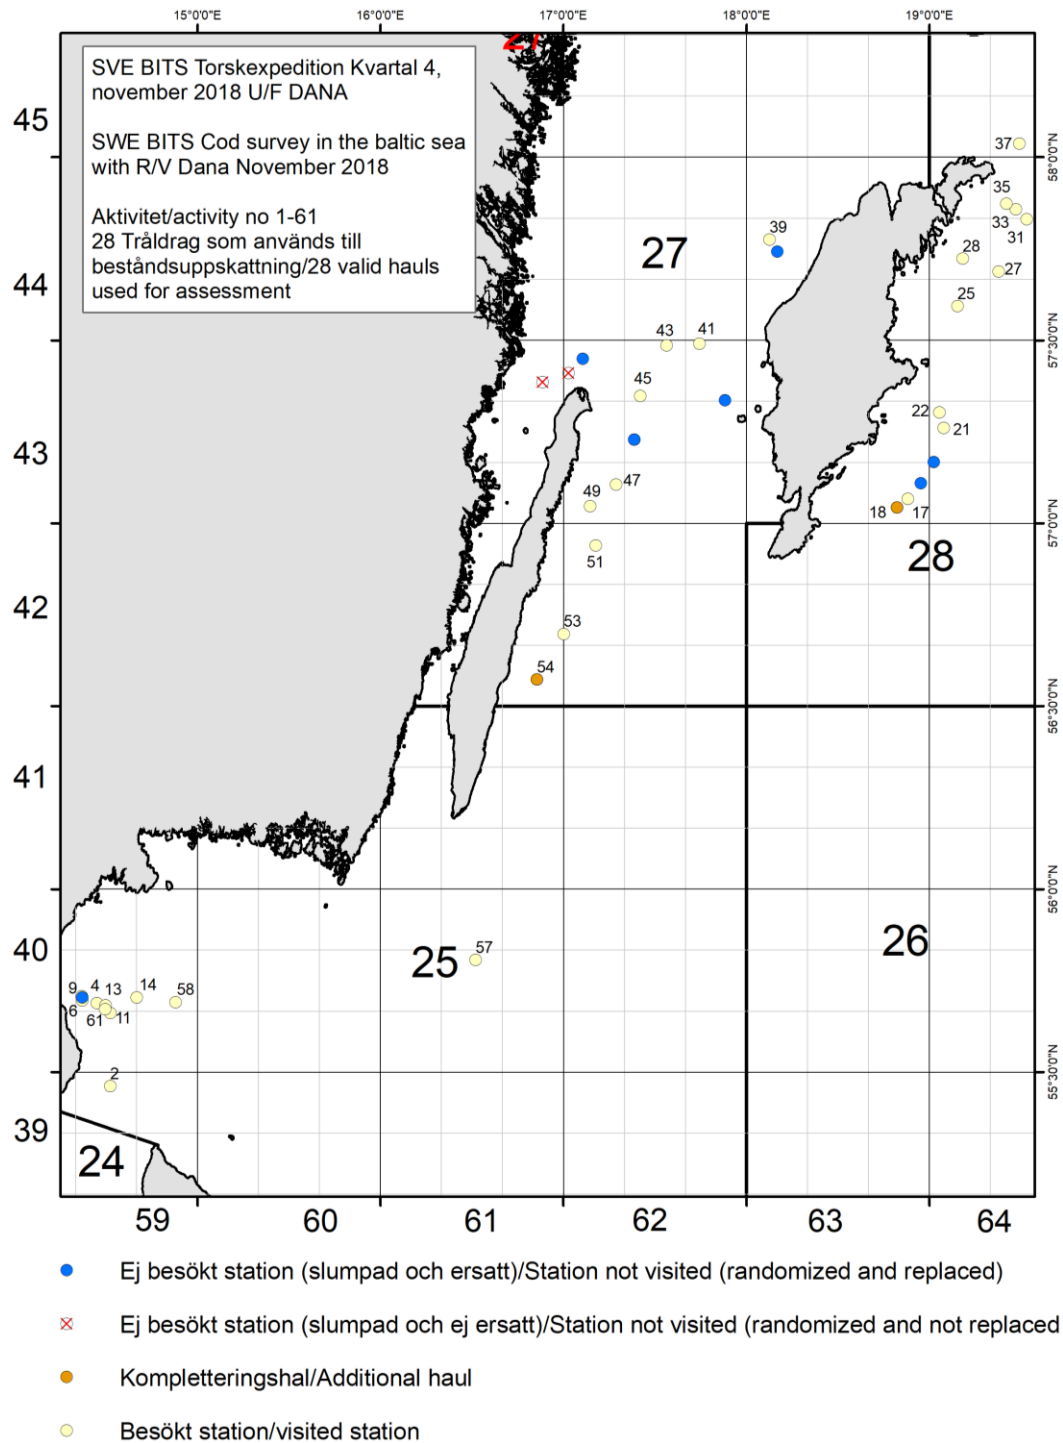 15°0'0"E
16°0'0"E
17°0'0"E
18°0'0"E
19°0'0"E
27
SVE BITS Torskexpedition Kvartal 4,
november 2018 U/F DANA
SWE BITS Cod survey in the baltic sea
with R/V Dana November 2018
Aktivitet/activity no 1-61
28 Tråldrag som används till
beståndsuppskattning/28 valid hauls
used for assessment
45
44
43
42
41
40
39
58°0'0"N
57°30'0"N
57°0'0"N
56°30'0"N
56°0'0"N
55°30'0"N
37
35
33
31
39
27
28
27
25
43
41
45
22
21
47
49
18
17
51
28
53
54
57
25
26
9
4
13
14
58
6
61
11
2
24
59
60
61
62
63
64
Ej besökt station (slumpad och ersatt)/Station not visited (randomized and replaced)
Ej besökt station (slumpad och ej ersatt)/Station not visited (randomized and not replaced
Kompletteringshal/Additional haul
Besökt station/visited station